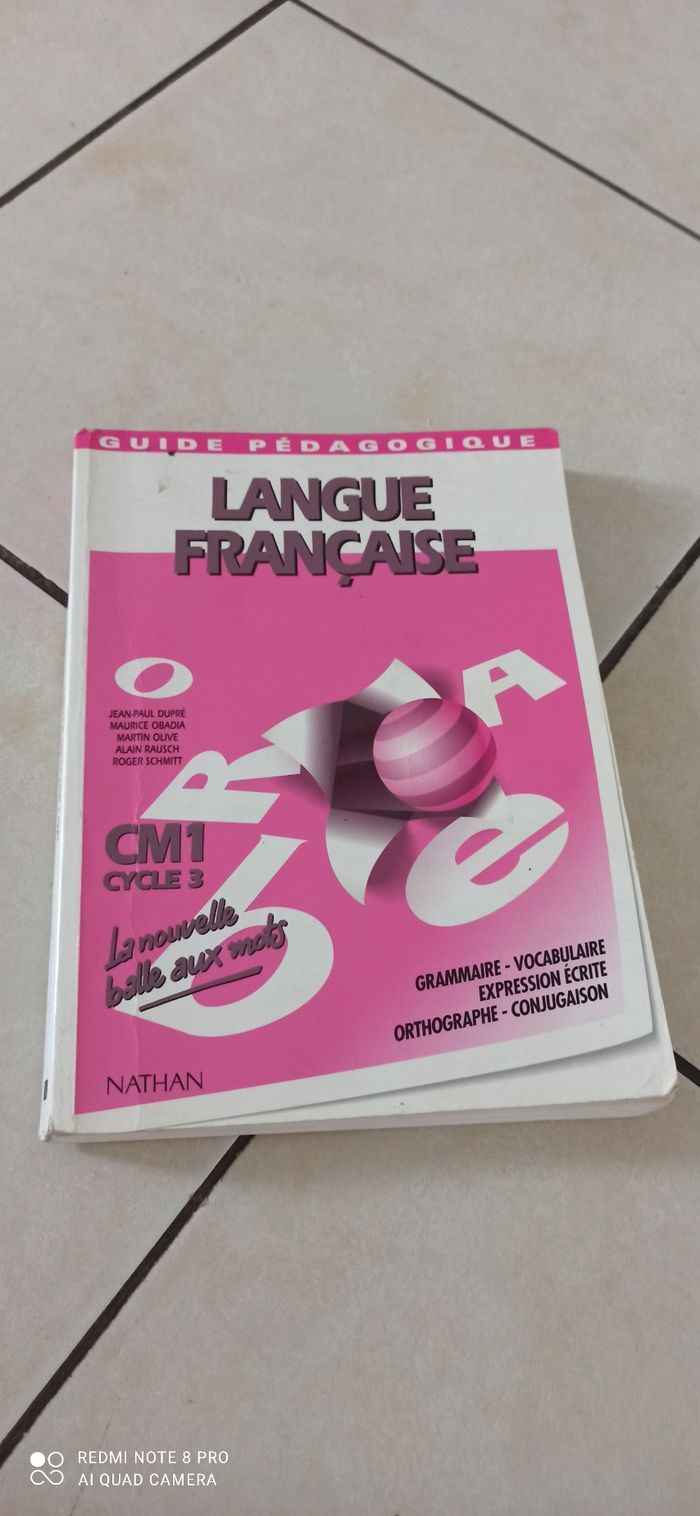 GUIDE PÉDAGOGIQUE
LANGUE
FRANÇAISE
JEAN-PAUL DUPRÉ
MAURICE OBADIA
MARTIN OLIVE
ALAIN RAUSCH
ROGER SCHMITT
CM1
CYCLE 3
La nouvelle
balle aux mots
GRAMMAIRE - VOCABULAIRE
EXPRESSION ÉCRITE
ORTHOGRAPHE - CONJUGAISON
NATHAN
REDMI NOTE 8 PRO
AI QUAD CAMERA